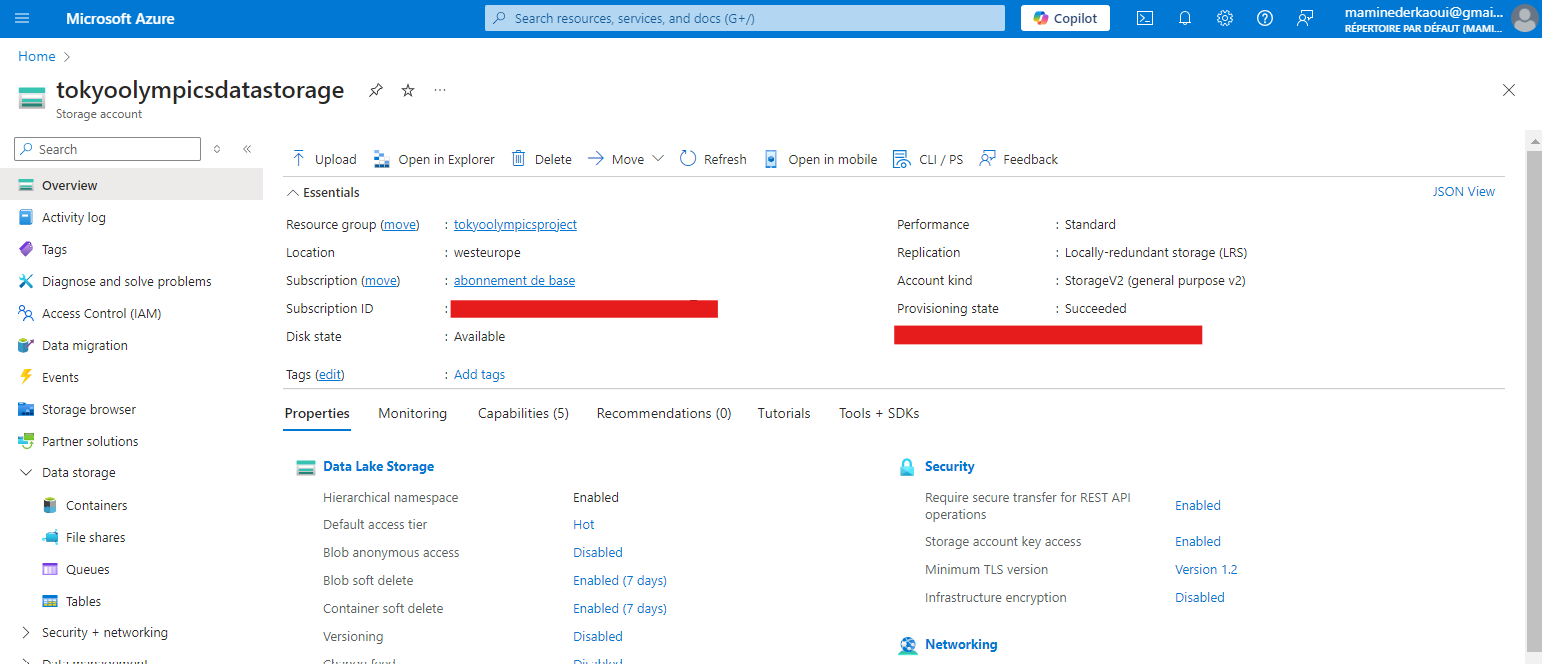 Microsoft Azure
Search resources, services, and docs (G+/)
Copilot
maminederkaoui@gmai...
RÉPERTOIRE PAR DÉFAUT (MAMI...
Home
tokyoolympicsdatastorage
Storage account
Search
Overview
Activity log
Tags
Diagnose and solve problems
Access Control (IAM)
Data migration
Events
Storage browser
Partner solutions
Data storage
Containers
File shares
Queues
Tables
Security + networking
Data management
Upload
Open in Explorer
Delete
Move
Refresh
Open in mobile
CLI / PS
Feedback
Essentials
JSON View
Resource group (move) : tokyoolympicsproject
Location : westeurope
Subscription (move) : abonnement de base
Subscription ID :
Disk state : Available
Tags (edit) : Add tags
Performance : Standard
Replication : Locally-redundant storage (LRS)
Account kind : StorageV2 (general purpose v2)
Provisioning state : Succeeded
Properties
Monitoring
Capabilities (5)
Recommendations (0)
Tutorials
Tools + SDKs
Data Lake Storage
Hierarchical namespace Enabled
Default access tier Hot
Blob anonymous access Disabled
Blob soft delete Enabled (7 days)
Container soft delete Enabled (7 days)
Versioning Disabled
Change feed Disabled
Security
Require secure transfer for REST API
operations Enabled
Storage account key access Enabled
Minimum TLS version Version 1.2
Infrastructure encryption Disabled
Networking